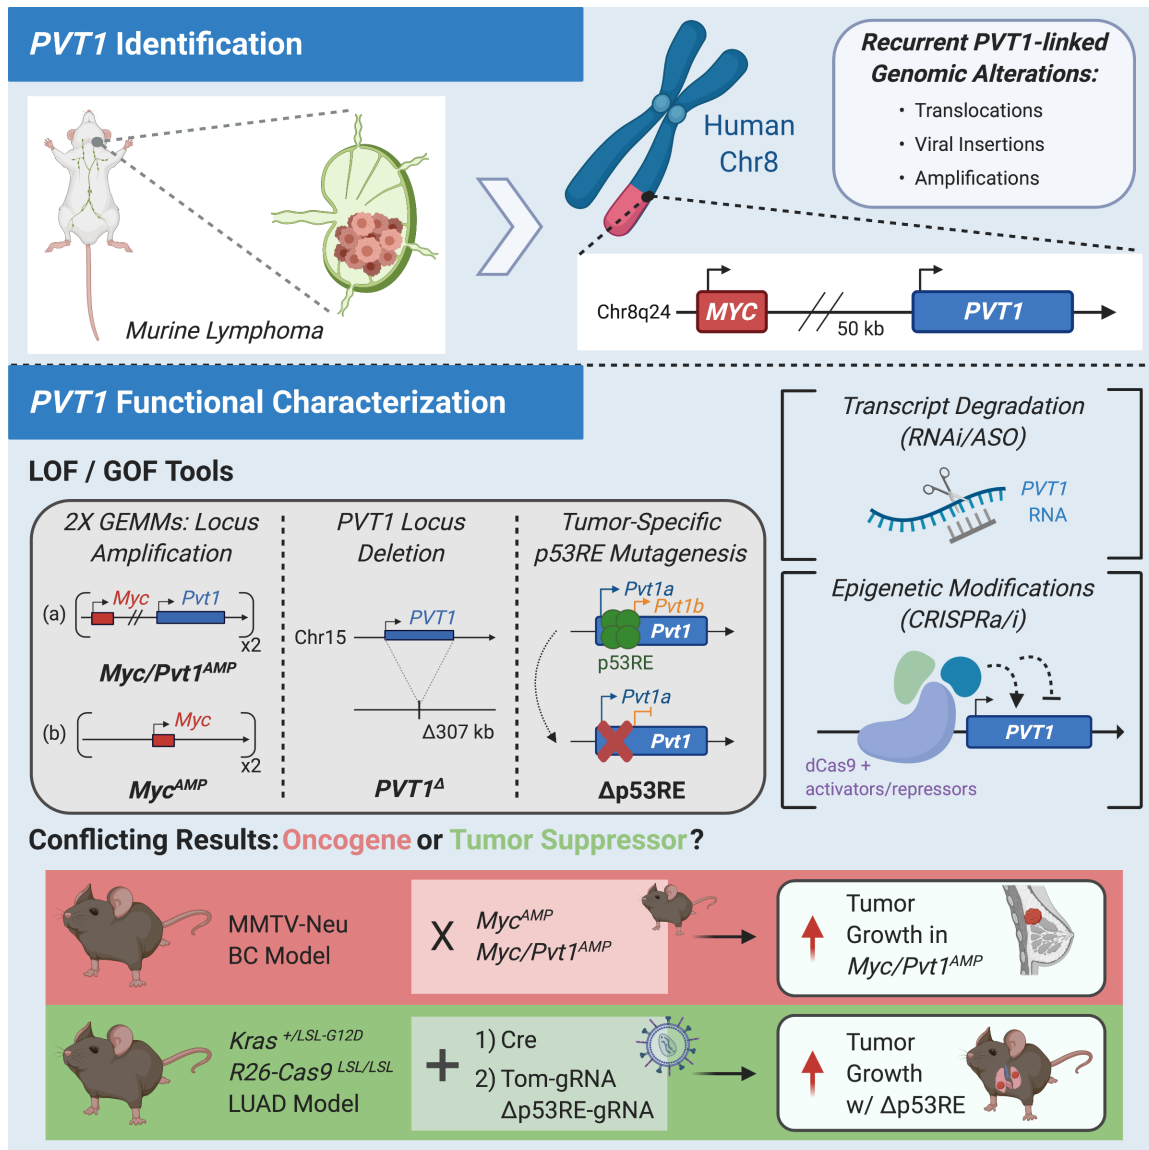 PVT1 Identification
Murine Lymphoma
Human
Chr8
Recurrent PVT1-linked
Genomic Alterations:
• Translocations
• Viral Insertions
• Amplifications
Chr8q24
MYC
50 kb
PVT1
PVT1 Functional Characterization
LOF / GOF Tools
2X GEMMs: Locus
Amplification
(a)
Myc
Pvt1
x2
Myc/Pvt1AMP
(b)
Myc
x2
MycAMP
PVT1 Locus
Deletion
Chr15
PVT1
Δ307 kb
PVT1Δ
Tumor-Specific
p53RE Mutagenesis
Pvt1a
Pvt1b
Pvt1
p53RE
Pvt1a
Pvt1
Δp53RE
Transcript Degradation
(RNAi/ASO)
PVT1
RNA
Epigenetic Modifications
(CRISPRa/i)
PVT1
dCas9 +
activators/repressors
Conflicting Results: Oncogene or Tumor Suppressor?
MMTV-Neu
BC Model
X
MycAMP
Myc/Pvt1AMP
Tumor
Growth in
Myc/Pvt1AMP
Kras +/LSL-G12D
R26-Cas9 LSL/LSL
LUAD Model
+
1) Cre
2) Tom-gRNA
Δp53RE-gRNA
Tumor
Growth
w/ Δp53RE